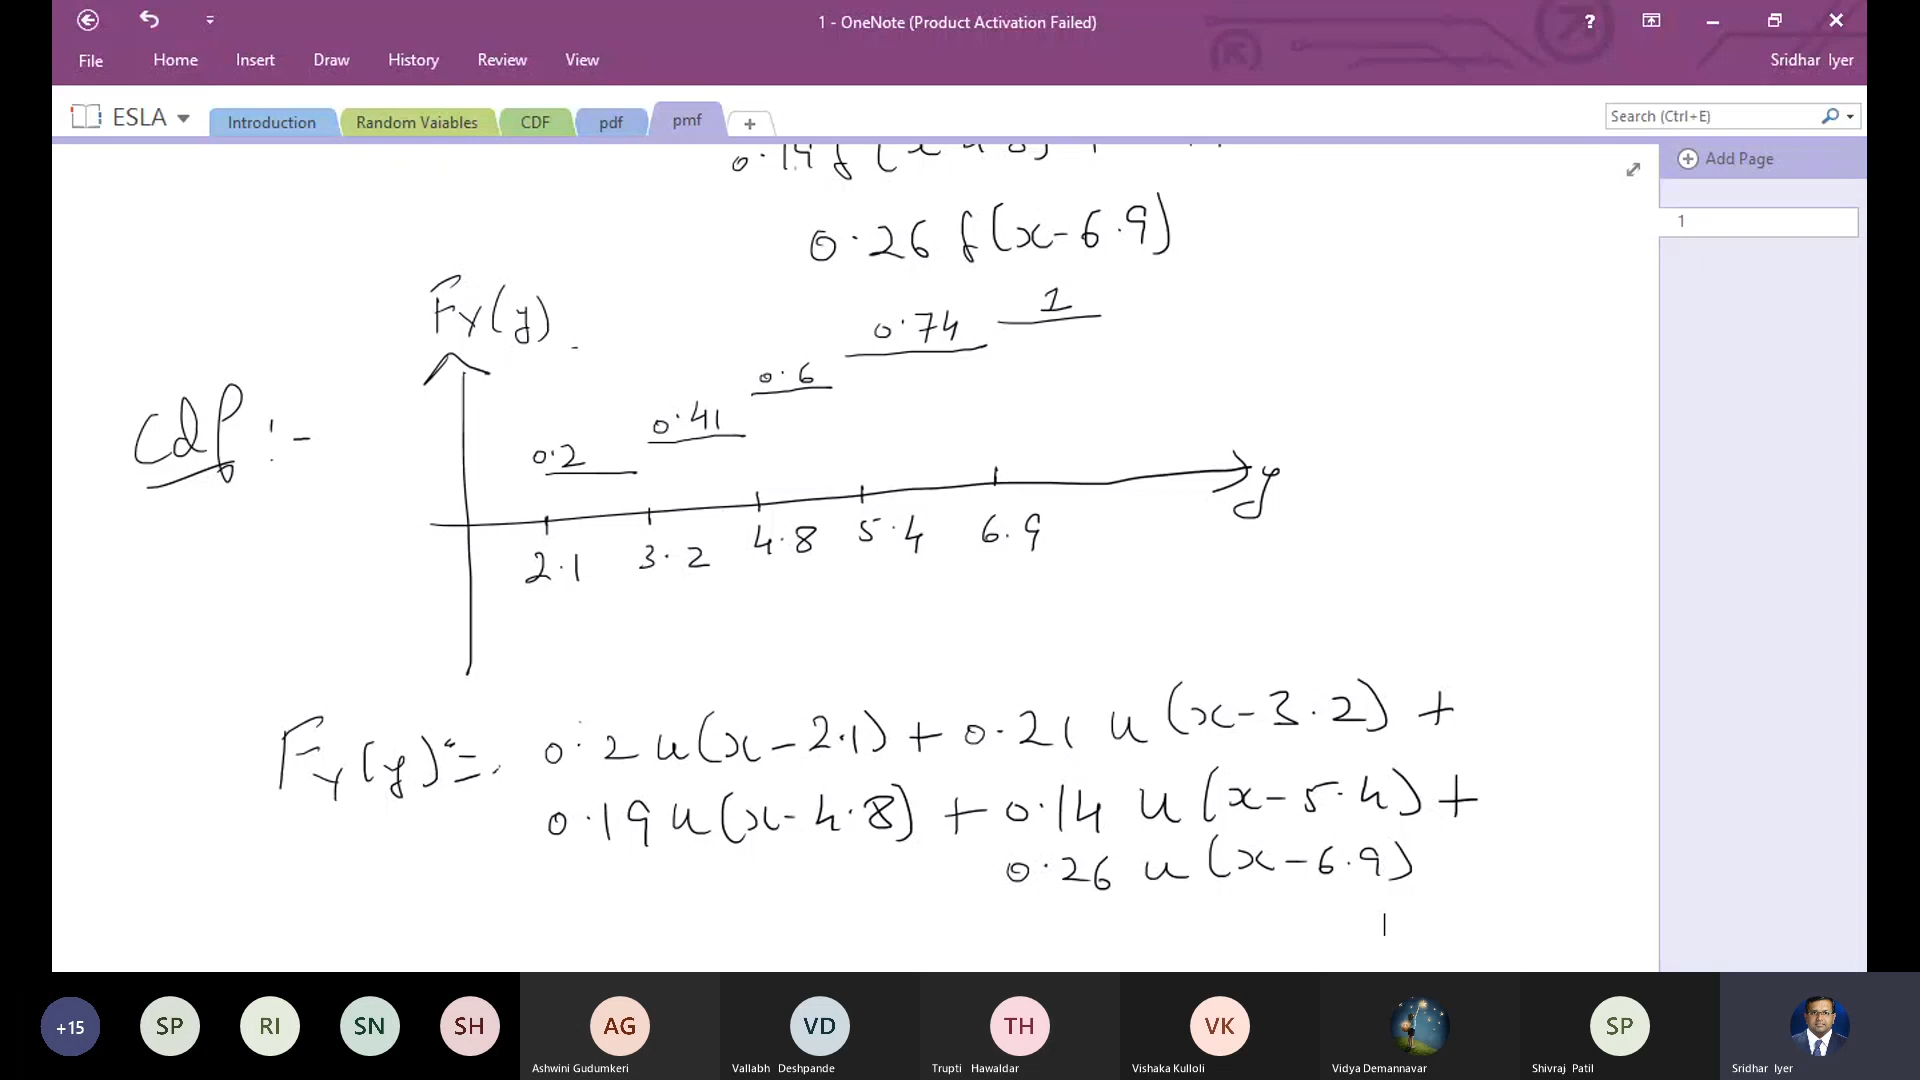 1 - OneNote (Product Activation Failed)
?
File Home Insert Draw History Review View
Sridhar Iyer
ESLA Introduction Random Vaiables CDF pdf pmf +
Search (Ctrl+E)
Add Page
1
0.26 f(x-6.9)
Fy(y)
cdf :-
0.2 0.41 0.6 0.74 1
y
2.1 3.2 4.8 5.4 6.9
Fy(y) = 0.2 u(x-2.1) + 0.21 u(x-3.2) +
0.19 u(x-4.8) + 0.14 u(x-5.4) +
0.26 u(x-6.9)
+15 SP RI SN SH AG VD TH VK SP
Ashwini Gudumkeri Vallabh Deshpande Trupti Hawaldar Vishaka Kulloli Vidya Demannavar Shivraj Patil Sridhar Iyer